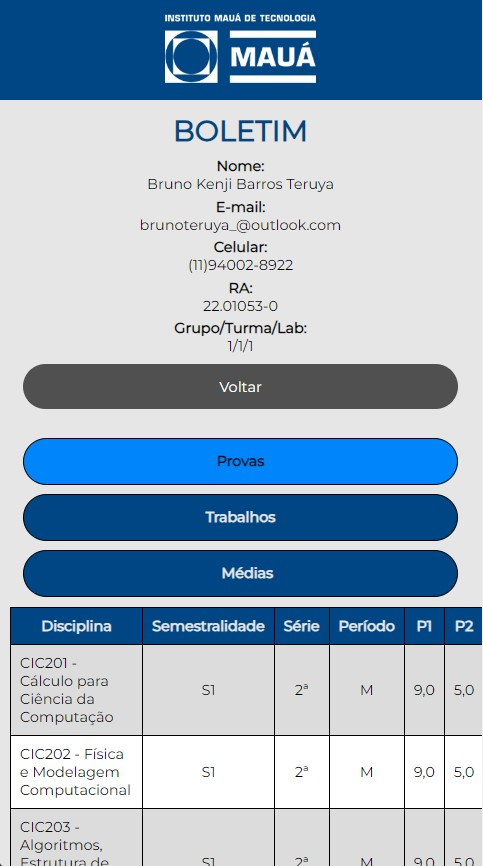 INSTITUTO MAUÁ DE TECNOLOGIA
MAUÁ
BOLETIM
Nome:
Bruno Kenji Barros Teruya
E-mail:
brunoteruya_@outlook.com
Celular:
(11)94002-8922
RA:
22.01053-0
Grupo/Turma/Lab:
1/1/1
Voltar
Provas
Trabalhos
Médias
Disciplina Semestralidade Série Período P1 P2
CIC201 -
Cálculo para
Ciência da
Computação
S1 2ª M 9,0 5,0
CIC202 - Física
e Modelagem
Computacional
S1 2ª M 9,0 5,0
CIC203 -
Algoritmos,
Estrutura de
S1 2ª M 9,0 5,0